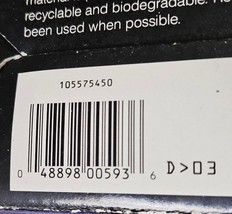 recyclable and biodegradable.
been used when possible.
105575450
0 48898 00593 6 D>03